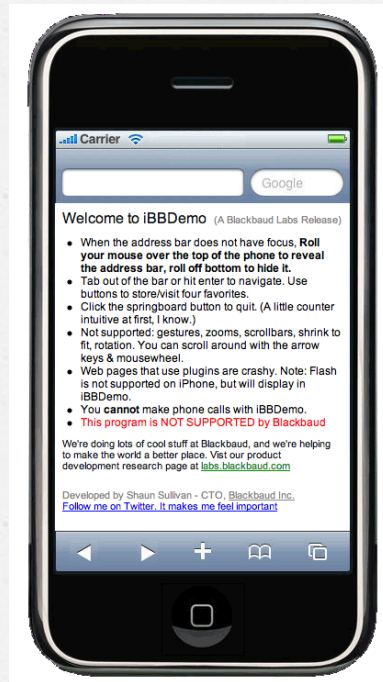 Carrier
Google
Welcome to iBBDemo (A Blackbaud Labs Release)
• When the address bar does not have focus, Roll
your mouse over the top of the phone to reveal
the address bar, roll off bottom to hide it.
• Tab out of the bar or hit enter to navigate. Use
buttons to store/visit four favorites.
• Click the springboard button to quit. (A little counter
intuitive at first, I know.)
• Not supported: gestures, zooms, scrollbars, shrink to
fit, rotation. You can scroll around with the arrow
keys & mousewheel.
• Web pages that use plugins are crashy. Note: Flash
is not supported on iPhone, but will display in
iBBDemo.
• You cannot make phone calls with iBBDemo.
• This program is NOT SUPPORTED by Blackbaud
We're doing lots of cool stuff at Blackbaud, and we're helping
to make the world a better place. Vist our product
development research page at labs.blackbaud.com
Developed by Shaun Sullivan - CTO, Blackbaud Inc.
Follow me on Twitter. It makes me feel important